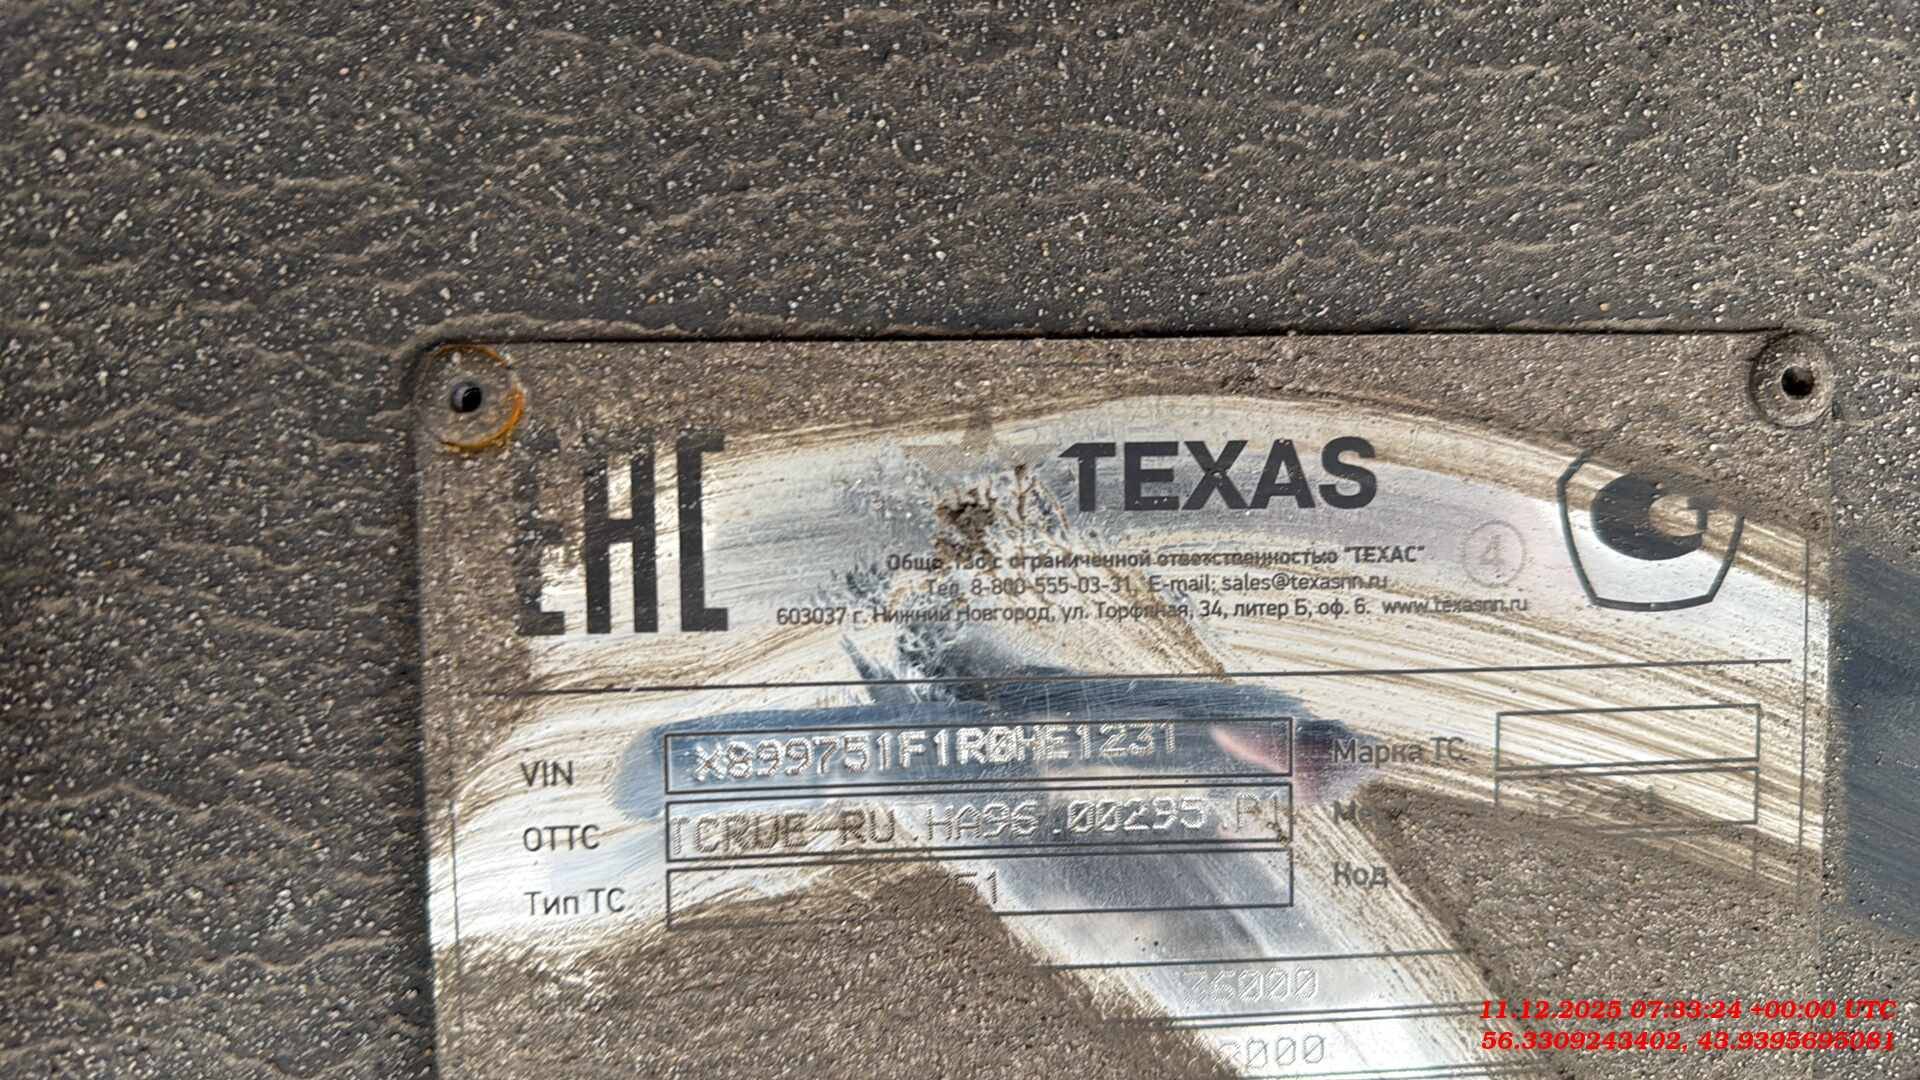 ЕАС
TEXAS
с ограниченной ответственностью "ТЕХАС"
4
Тел. 8-800-555-03-31, E-mail: sales@texasnn.ru
603037 г. Нижний Новгород, ул. Торфяная, 34, литер Б, оф. 6. www.texasnn.ru
VIN X899751F1R0HE1231 Марка ТС
ОТТС TCRUE-RU.HA96.00295.P1
Тип ТС Код
36000
11.12.2025 07:33:24 +00:00 UTC
56.3309243402, 43.9395695081